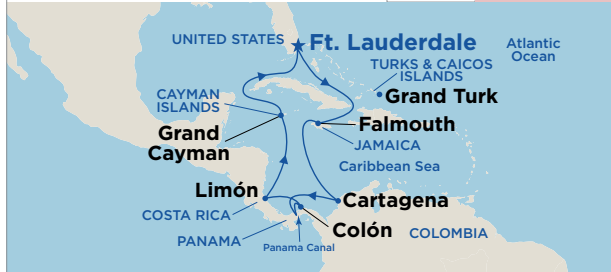 UNITED STATES
Ft. Lauderdale
Atlantic
Ocean
TURKS & CAICOS
ISLANDS
Grand Turk
CAYMAN
ISLANDS
Grand
Cayman
Falmouth
JAMAICA
Caribbean Sea
Limón
Cartagena
COSTA RICA
Colón
COLOMBIA
PANAMA
Panama Canal